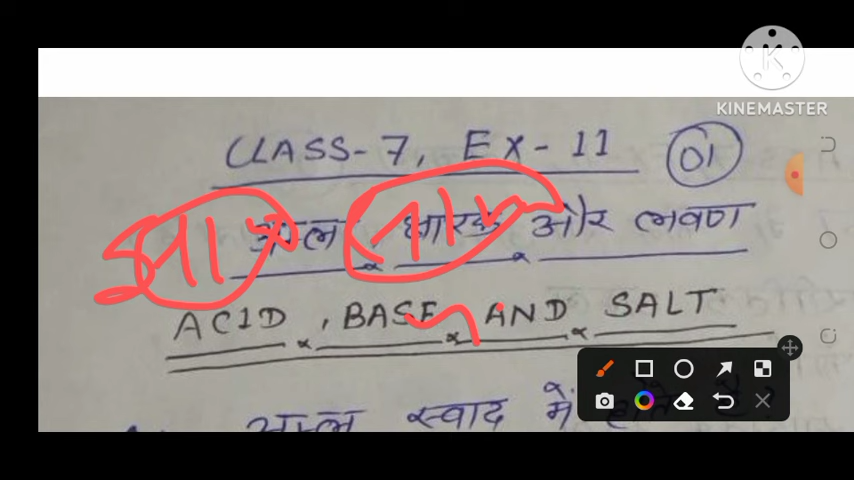 KINEMASTER
CLASS-7, EX-11 01
अम्ल, क्षारक और लवण
ACID, BASE AND SALT
अम्ल स्वाद में होते है?